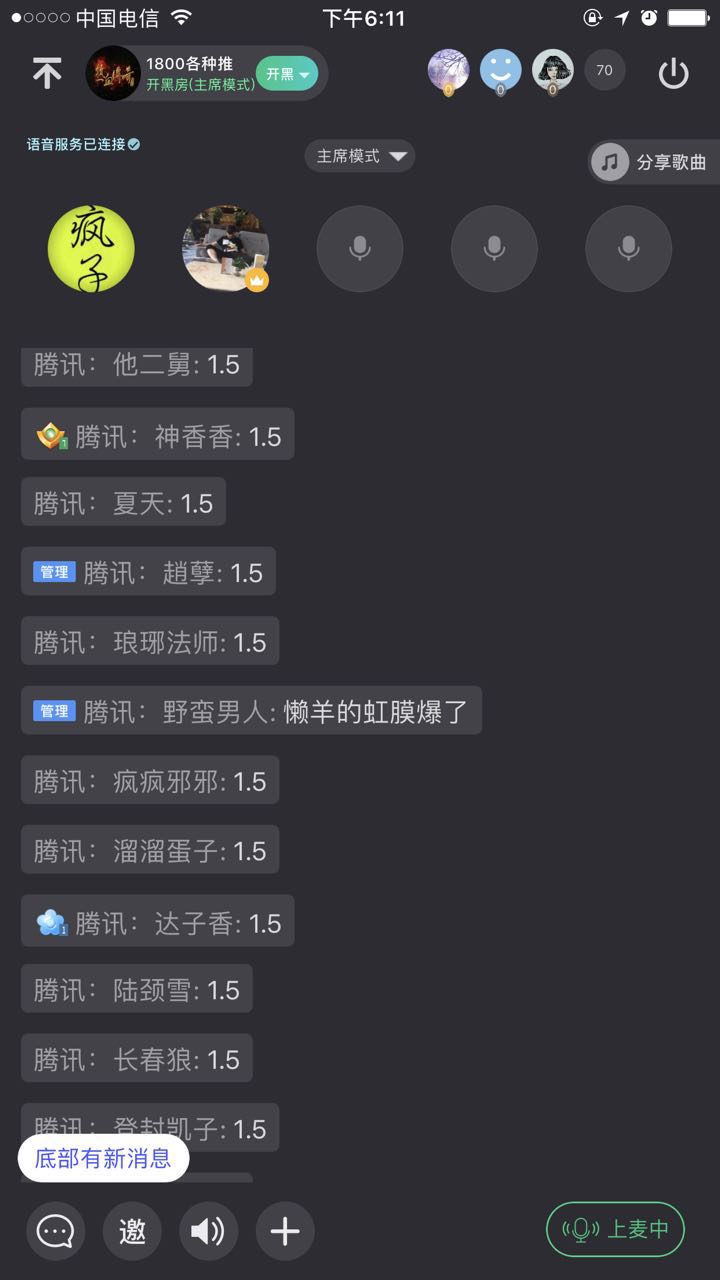 中国电信 下午6:11
1800各种推
开黑房(主席模式) 开黑
0 0 0 70
语音服务已连接
主席模式
分享歌曲
疯子
腾讯：他二舅: 1.5
1 腾讯：神香香: 1.5
腾讯：夏天: 1.5
管理 腾讯：趙孽: 1.5
腾讯：琅琊法师: 1.5
管理 腾讯：野蛮男人: 懒羊的虹膜爆了
腾讯：疯疯邪邪: 1.5
腾讯：溜溜蛋子: 1.5
1 腾讯：达子香: 1.5
腾讯：陆颈雪: 1.5
腾讯：长春狼: 1.5
腾讯：登封凯子: 1.5
底部有新消息
邀 上麦中